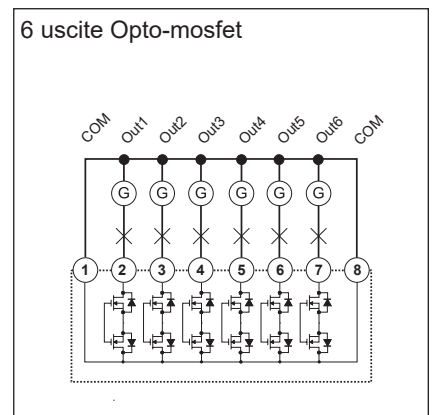 6 uscite Opto-mosfet
COM Out1 Out2 Out3 Out4 Out5 Out6 COM
G G G G G G
1 2 3 4 5 6 7 8